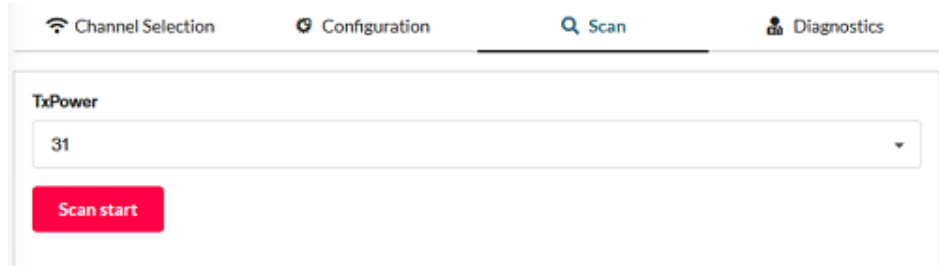 Channel Selection Configuration Scan Diagnostics
TxPower
31
Scan start